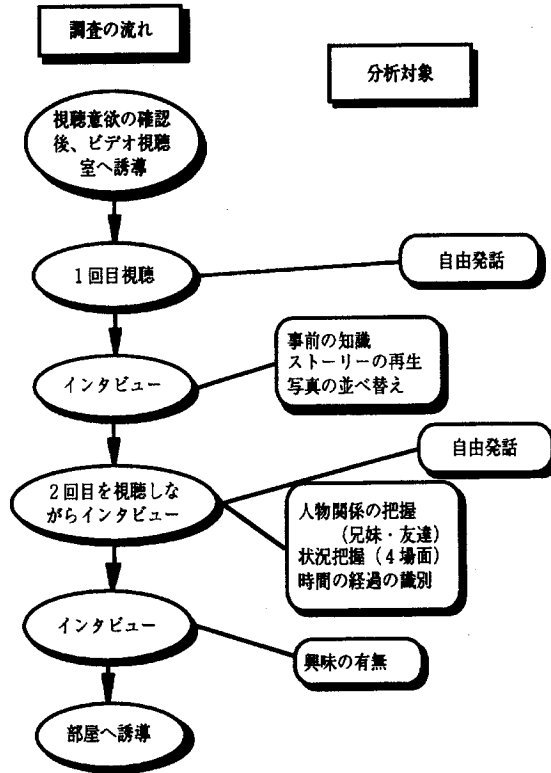 調査の流れ
分析対象
視聴意欲の確認
後、ビデオ視聴
室へ誘導
1回目視聴
自由発話
事前の知識
ストーリーの再生
写真の並べ替え
インタビュー
自由発話
2回目を視聴しな
がらインタビュー
人物関係の把握
(兄妹・友達)
状況把握(4場面)
時間の経過の識別
インタビュー
興味の有無
部屋へ誘導